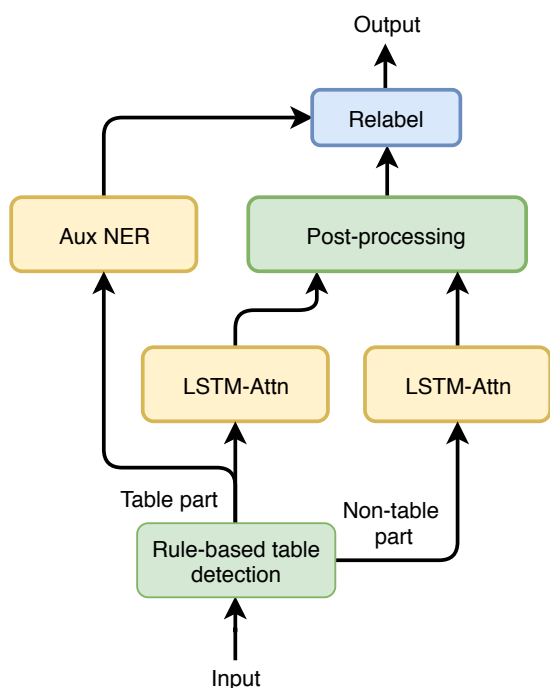 Output
Relabel
Aux NER
Post-processing
LSTM-Attn
LSTM-Attn
Table part
Non-table
part
Rule-based table
detection
Input